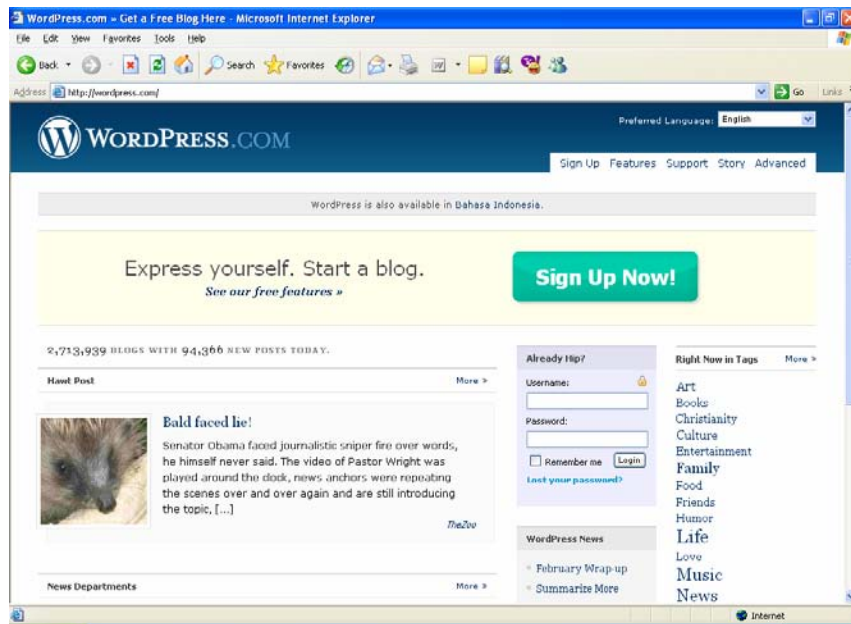 WordPress.com » Get a Free Blog Here - Microsoft Internet Explorer
File Edit View Favorites Tools Help
Back Search Favorites
Address http://wordpress.com/ Go Links
Preferred Language: English
WORDPRESS.COM
Sign Up Features Support Story Advanced
WordPress is also available in Bahasa Indonesia.
Express yourself. Start a blog.
See our free features »
Sign Up Now!
2,713,939 BLOGS WITH 94,366 NEW POSTS TODAY.
Hawt Post More »
Bald faced lie!
Senator Obama faced journalistic sniper fire over words,
he himself never said. The video of Pastor Wright was
played around the clock, news anchors were repeating
the scenes over and over again and are still introducing
the topic, [...]
TheZoo
News Departments More »
Already Hip?
Username:
Password:
Remember me Login
Lost your password?
WordPress News
February Wrap-up
Summarize More
Right Now in Tags More »
Art
Books
Christianity
Culture
Entertainment
Family
Food
Friends
Humor
Life
Love
Music
News
Internet